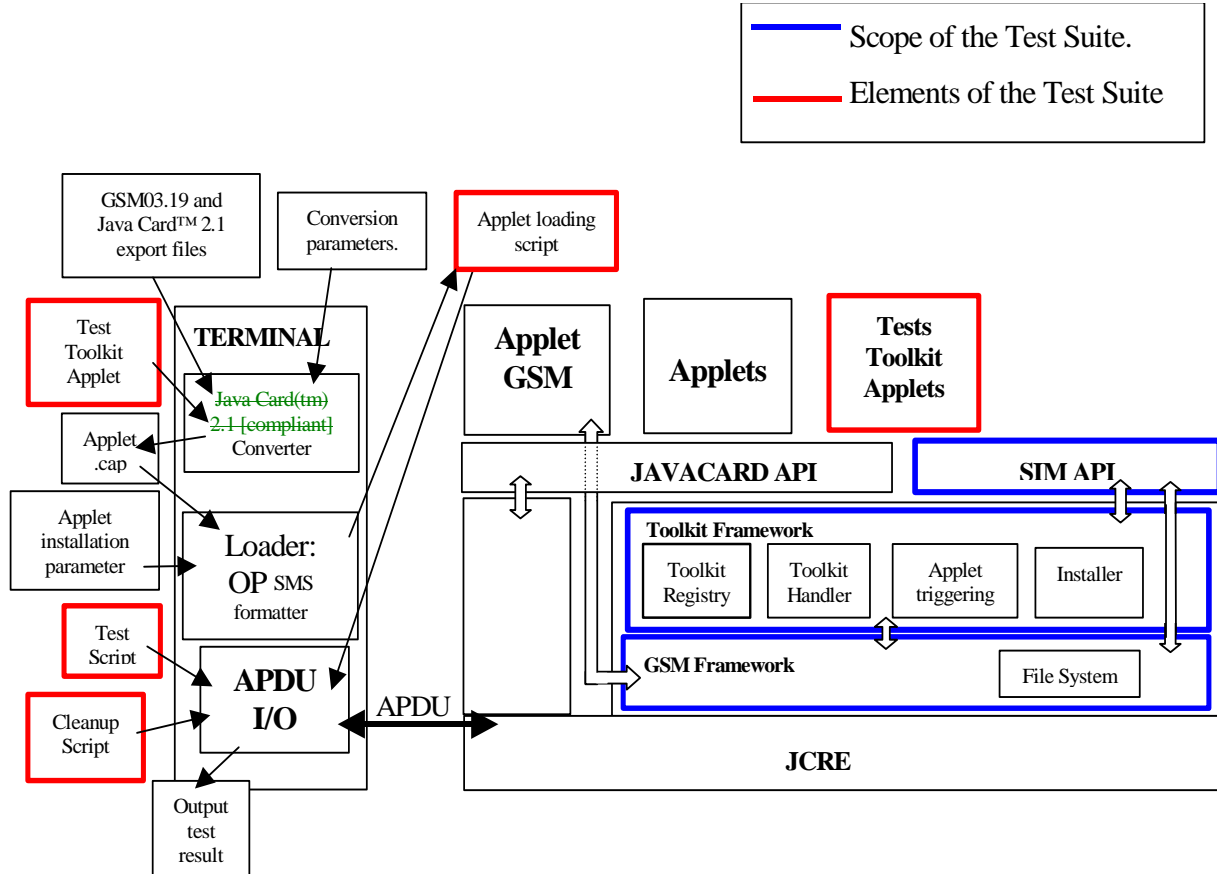 Scope of the Test Suite.
Elements of the Test Suite
GSM03.19 and
Java Card™ 2.1
export files
Conversion
parameters.
Applet loading
script
Test
Toolkit
Applet
TERMINAL
Java Card(tm)
2.1 [compliant]
Converter
Applet
.cap
Applet
installation
parameter
Loader:
OP SMS
formatter
Test
Script
APDU
I/O
Cleanup
Script
Output
test
result
APDU
Applet
GSM
Applets
Tests
Toolkit
Applets
JAVACARD API
SIM API
Toolkit Framework
Toolkit
Registry
Toolkit
Handler
Applet
triggering
Installer
GSM Framework
File System
JCRE